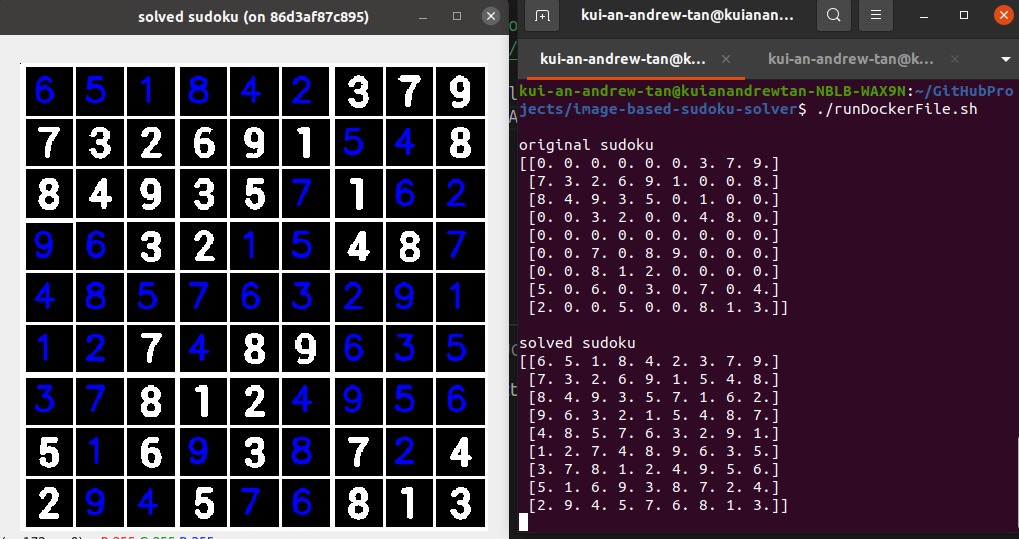 solved sudoku (on 86d3af87c895)
6 5 1 8 4 2 3 7 9
7 3 2 6 9 1 5 4 8
8 4 9 3 5 7 1 6 2
9 6 3 2 1 5 4 8 7
4 8 5 7 6 3 2 9 1
1 2 7 4 8 9 6 3 5
3 7 8 1 2 4 9 5 6
5 1 6 9 3 8 7 2 4
2 9 4 5 7 6 8 1 3
kui-an-andrew-tan@kuianan...
kui-an-andrew-tan@k...
kui-an-andrew-tan@k...
kui-an-andrew-tan@kuianandrewtan-NBLB-WAX9N:~/GitHubPro
jects/image-based-sudoku-solver$ ./runDockerFile.sh
original sudoku
[[0. 0. 0. 0. 0. 0. 3. 7. 9.]
[7. 3. 2. 6. 9. 1. 0. 0. 8.]
[8. 4. 9. 3. 5. 0. 1. 0. 0.]
[0. 0. 3. 2. 0. 0. 4. 8. 0.]
[0. 0. 0. 0. 0. 0. 0. 0. 0.]
[0. 0. 7. 0. 8. 9. 0. 0. 0.]
[0. 0. 8. 1. 2. 0. 0. 0. 0.]
[5. 0. 6. 0. 3. 0. 7. 0. 4.]
[2. 0. 0. 5. 0. 0. 8. 1. 3.]]
solved sudoku
[[6. 5. 1. 8. 4. 2. 3. 7. 9.]
[7. 3. 2. 6. 9. 1. 5. 4. 8.]
[8. 4. 9. 3. 5. 7. 1. 6. 2.]
[9. 6. 3. 2. 1. 5. 4. 8. 7.]
[4. 8. 5. 7. 6. 3. 2. 9. 1.]
[1. 2. 7. 4. 8. 9. 6. 3. 5.]
[3. 7. 8. 1. 2. 4. 9. 5. 6.]
[5. 1. 6. 9. 3. 8. 7. 2. 4.]
[2. 9. 4. 5. 7. 6. 8. 1. 3.]]